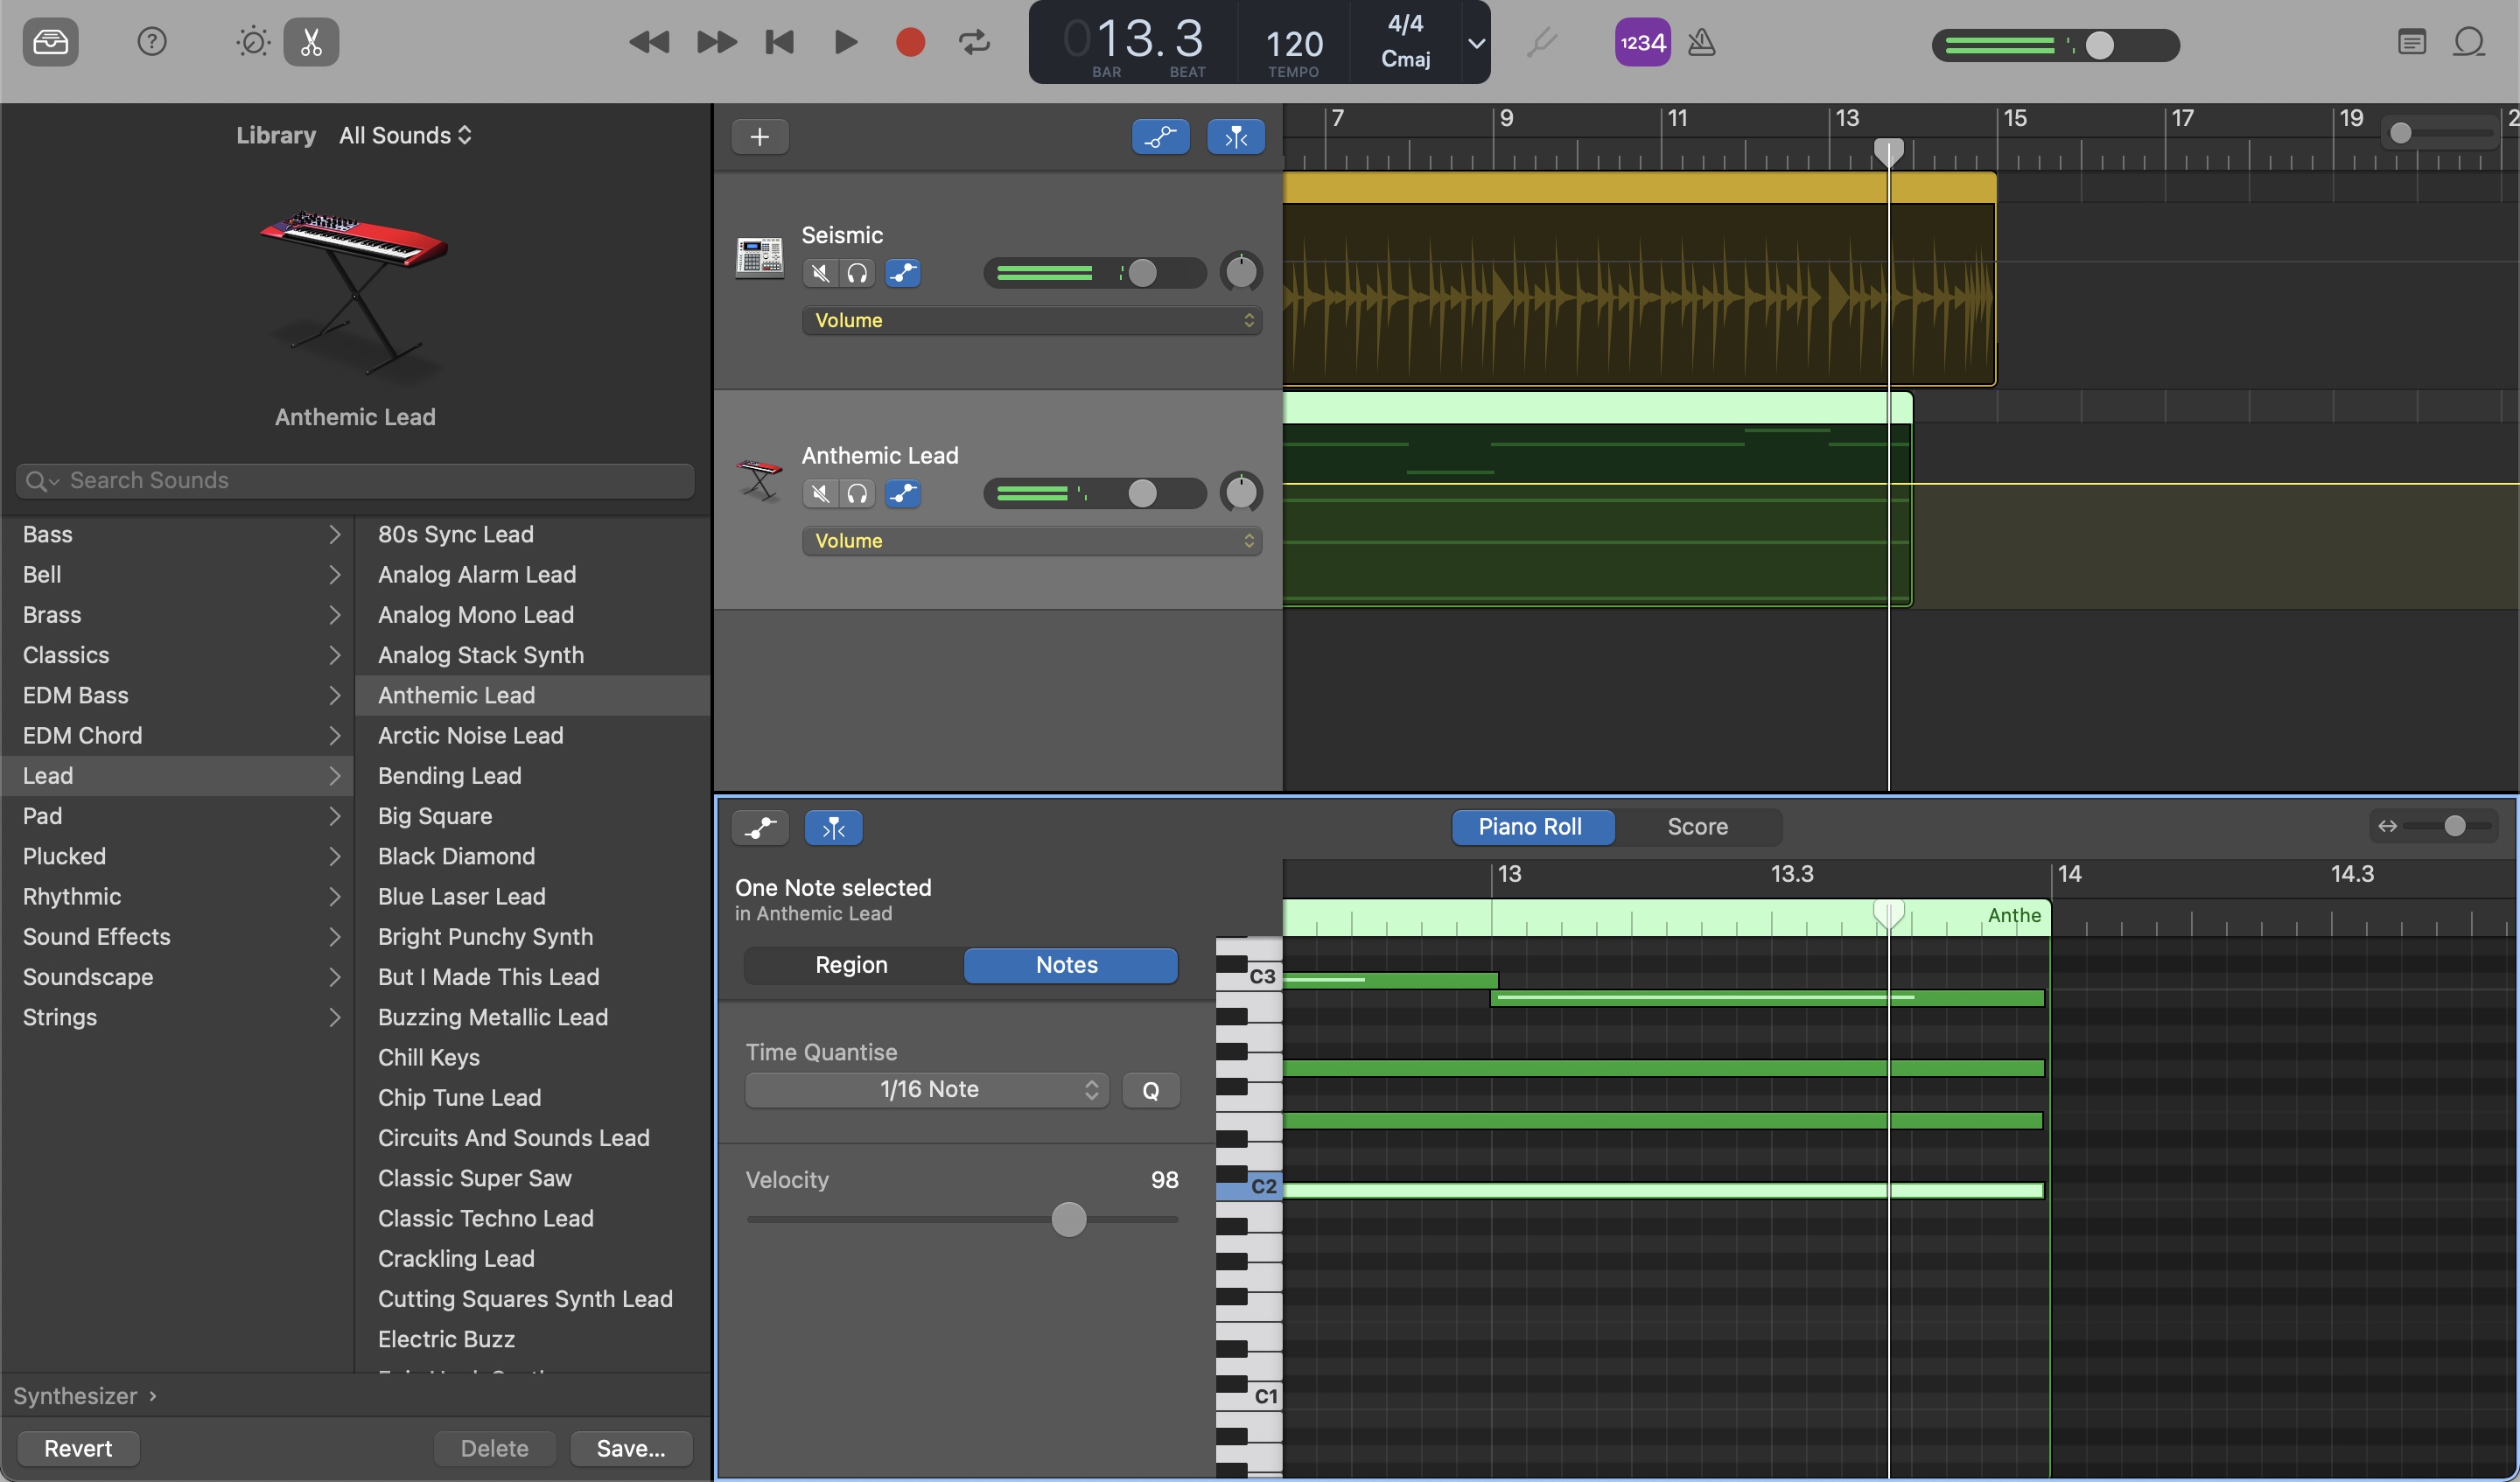 013.3
BAR
BEAT
120
TEMPO
4/4
Cmaj
1234
Library
All Sounds
Anthemic Lead
Search Sounds
Bass
Bell
Brass
Classics
EDM Bass
EDM Chord
Lead
Pad
Plucked
Rhythmic
Sound Effects
Soundscape
Strings
80s Sync Lead
Analog Alarm Lead
Analog Mono Lead
Analog Stack Synth
Anthemic Lead
Arctic Noise Lead
Bending Lead
Big Square
Black Diamond
Blue Laser Lead
Bright Punchy Synth
But I Made This Lead
Buzzing Metallic Lead
Chill Keys
Chip Tune Lead
Circuits And Sounds Lead
Classic Super Saw
Classic Techno Lead
Crackling Lead
Cutting Squares Synth Lead
Electric Buzz
Synthesizer
Revert
Delete
Save...
7 9 11 13 15 17 19 2
Seismic
Volume
Anthemic Lead
Volume
Piano Roll
Score
One Note selected
in Anthemic Lead
Region
Notes
Time Quantise
1/16 Note
Q
Velocity
98
13 13.3 14 14.3
Anthe
C3
C2
C1